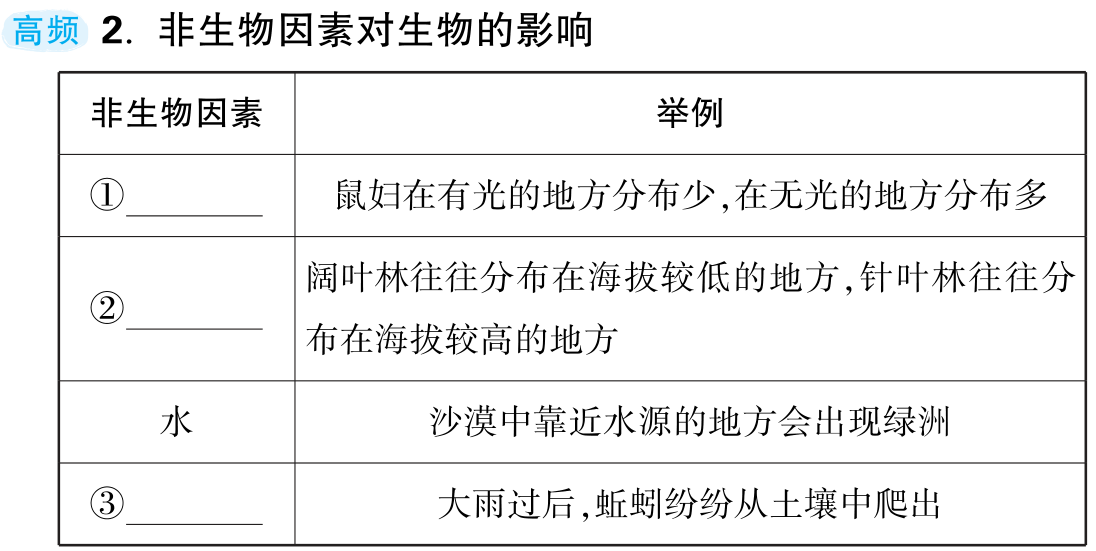 高频 2. 非生物因素对生物的影响
非生物因素 举例
①________ 鼠妇在有光的地方分布少,在无光的地方分布多
②________ 阔叶林往往分布在海拔较低的地方,针叶林往往分
布在海拔较高的地方
水 沙漠中靠近水源的地方会出现绿洲
③________ 大雨过后,蚯蚓纷纷从土壤中爬出